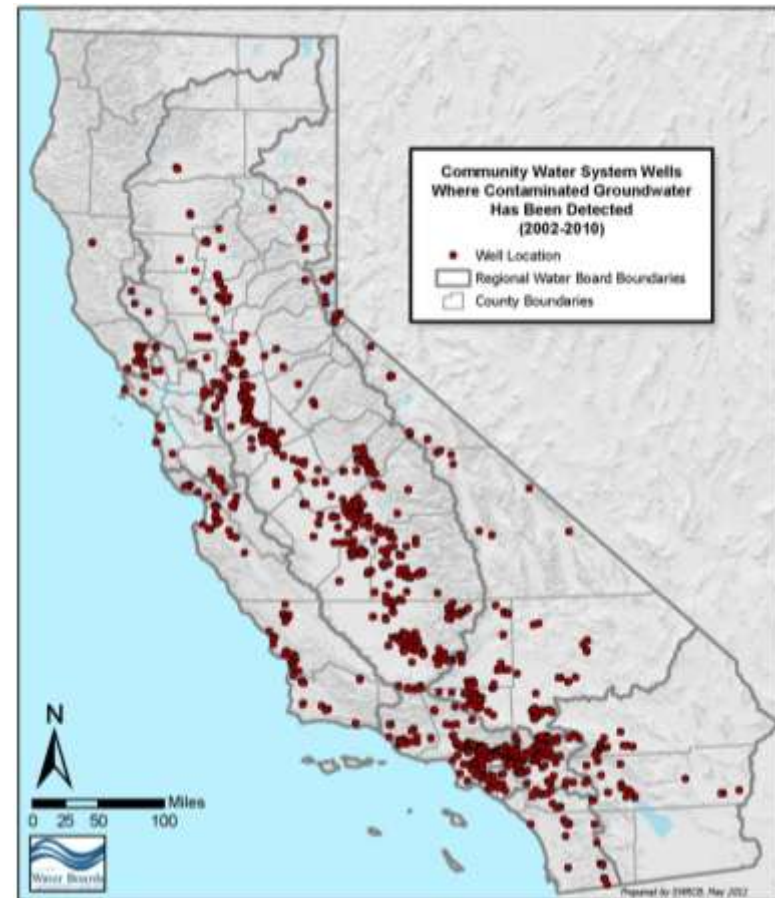 Community Water System Wells
Where Contaminated Groundwater
Has Been Detected
(2002-2010)
Well Location
Regional Water Board Boundaries
County Boundaries
N
Miles
0 25 50 100
Water Boards
Prepared by SWRCB, May 2012